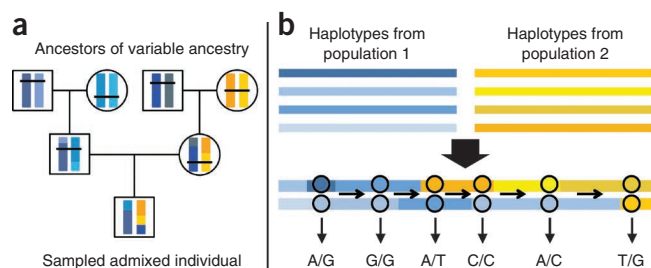 a
Ancestors of variable ancestry
Sampled admixed individual
b
Haplotypes from
population 1
Haplotypes from
population 2
A/G G/G A/T C/C A/C T/G